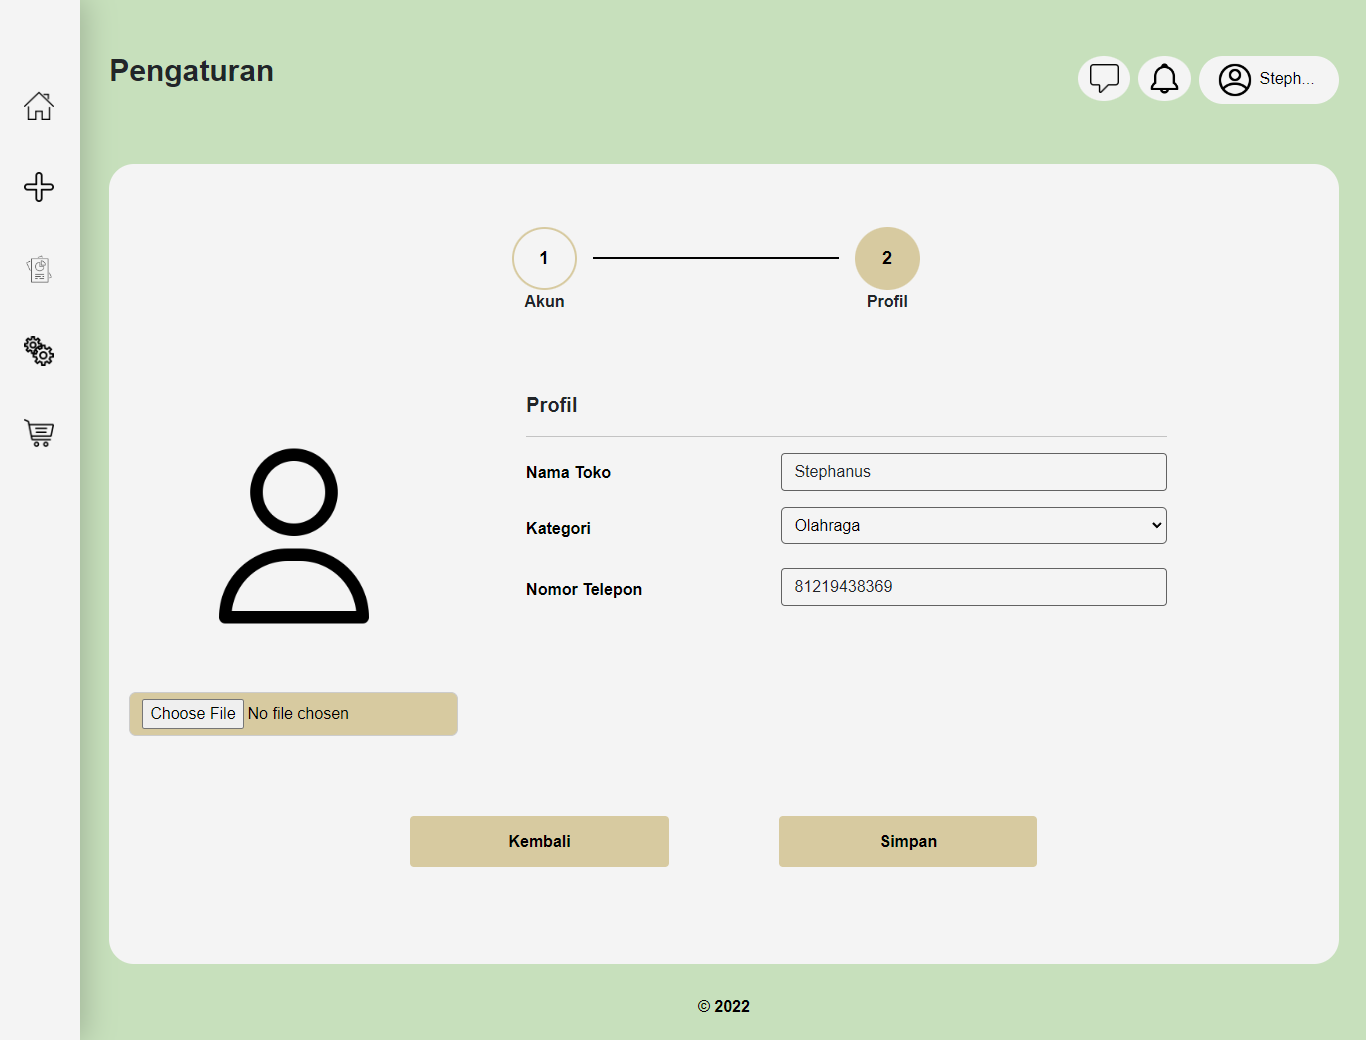 Pengaturan
Steph...
1
2
Akun
Profil
Profil
Nama Toko
Stephanus
Kategori
Olahraga
Nomor Telepon
81219438369
Choose File No file chosen
Kembali
Simpan
© 2022